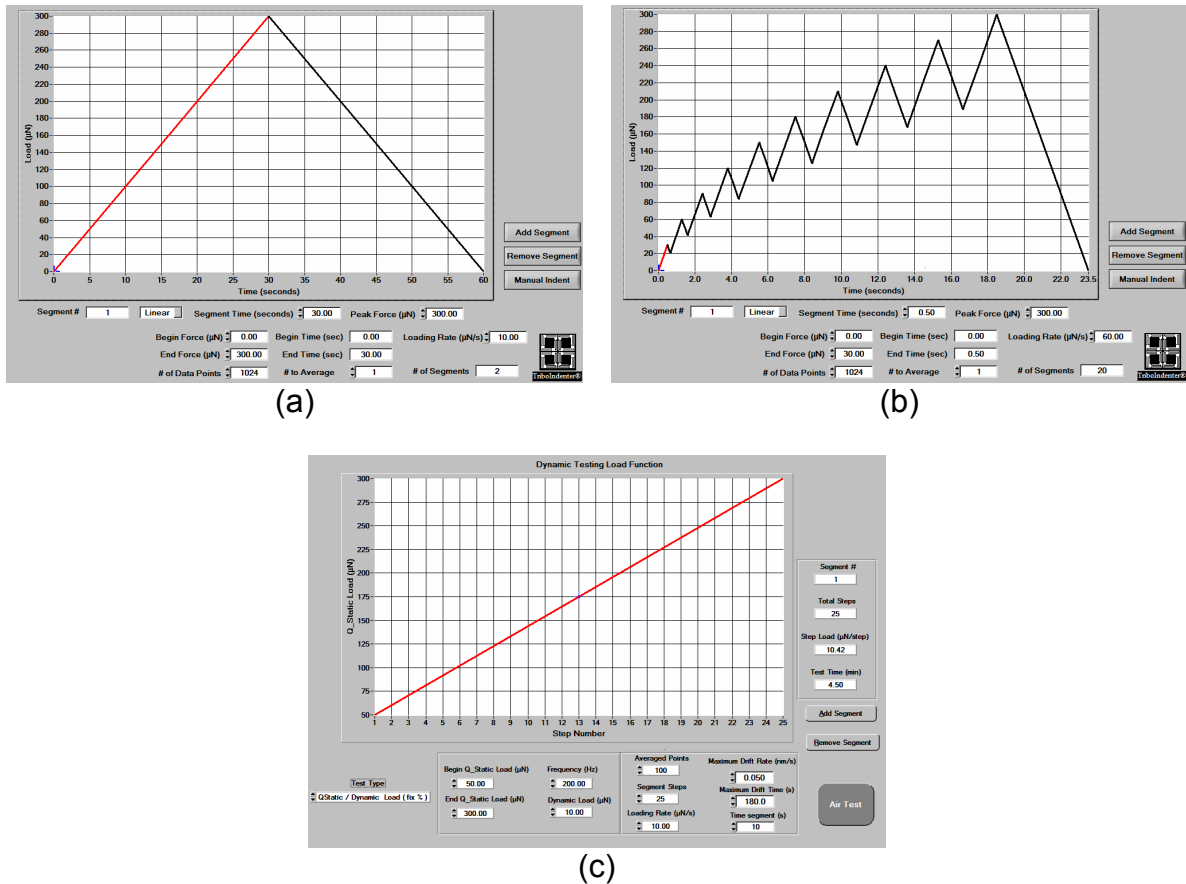 300
280
260
240
220
200
180
160
140
120
100
80
60
40
20
0
Load (µN)
0 5 10 15 20 25 30 35 40 45 50 55 60
Time (seconds)
Add Segment
Remove Segment
Manual Indent
Segment # 1 Linear Segment Time (seconds) 30.00 Peak Force (µN) 300.00
Begin Force (µN) 0.00 Begin Time (sec) 0.00 Loading Rate (µN/s) 10.00
End Force (µN) 300.00 End Time (sec) 30.00
# of Data Points 1024 # to Average 1 # of Segments 2
TriboIndenter®
(a)
300
280
260
240
220
200
180
160
140
120
100
80
60
40
20
0
Load (µN)
0.0 2.0 4.0 6.0 8.0 10.0 12.0 14.0 16.0 18.0 20.0 22.0 23.5
Time (seconds)
Add Segment
Remove Segment
Manual Indent
Segment # 1 Linear Segment Time (seconds) 0.50 Peak Force (µN) 300.00
Begin Force (µN) 0.00 Begin Time (sec) 0.00 Loading Rate (µN/s) 60.00
End Force (µN) 30.00 End Time (sec) 0.50
# of Data Points 1024 # to Average 1 # of Segments 20
TriboIndenter®
(b)
Dynamic Testing Load Function
300
275
250
225
200
175
150
125
100
75
50
Q_Static Load (µN)
1 2 3 4 5 6 7 8 9 10 11 12 13 14 15 16 17 18 19 20 21 22 23 24 25
Step Number
Segment #
1
Total Steps
25
Step Load (µN/step)
10.42
Test Time (min)
4.50
Add Segment
Remove Segment
Test Type
QStatic / Dynamic Load ( fix % )
Begin Q_Static Load (µN)
50.00
End Q_Static Load (µN)
300.00
Frequency (Hz)
200.00
Dynamic Load (µN)
10.00
Averaged Points
100
Segment Steps
25
Loading Rate (µN/s)
10.00
Maximum Drift Rate (nm/s)
0.050
Maximum Drift Time (s)
180.0
Time segment (s)
10
Air Test
(c)